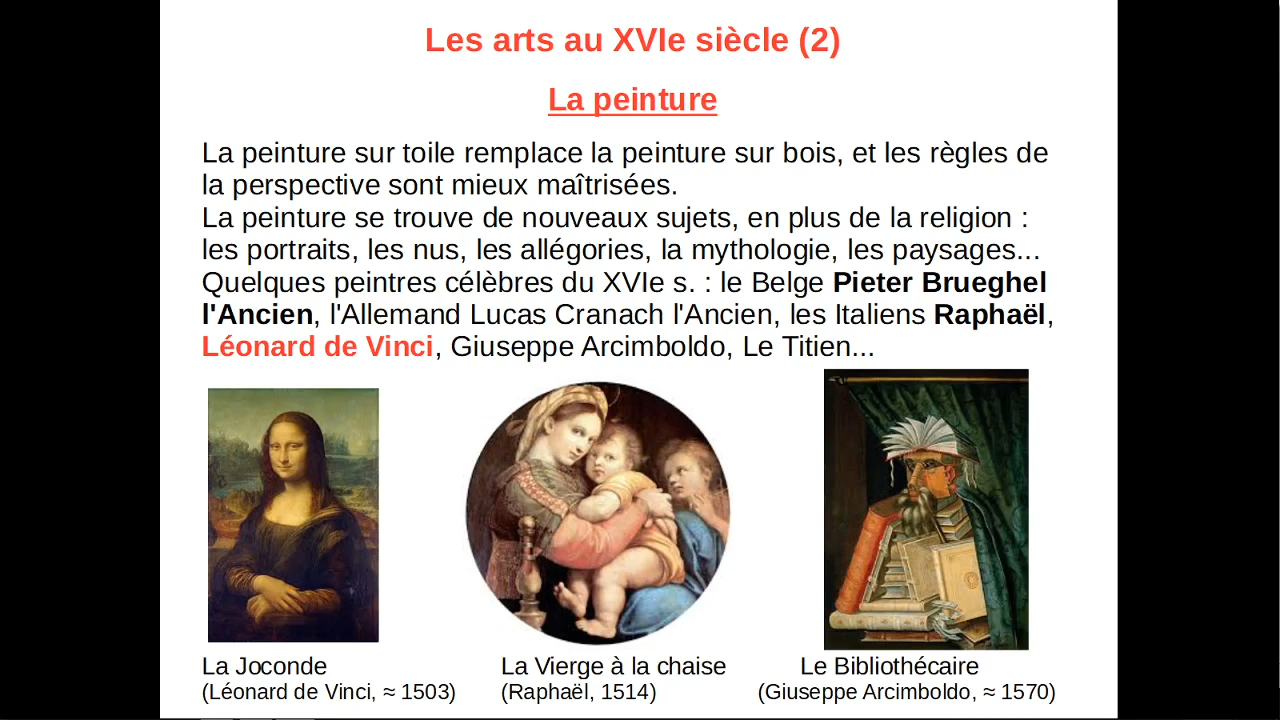 Les arts au XVIe siècle (2)
La peinture
La peinture sur toile remplace la peinture sur bois, et les règles de
la perspective sont mieux maîtrisées.
La peinture se trouve de nouveaux sujets, en plus de la religion :
les portraits, les nus, les allégories, la mythologie, les paysages...
Quelques peintres célèbres du XVIe s. : le Belge Pieter Brueghel
l'Ancien, l'Allemand Lucas Cranach l'Ancien, les Italiens Raphaël,
Léonard de Vinci, Giuseppe Arcimboldo, Le Titien...
La Joconde
(Léonard de Vinci, ≈ 1503)
La Vierge à la chaise
(Raphaël, 1514)
Le Bibliothécaire
(Giuseppe Arcimboldo, ≈ 1570)